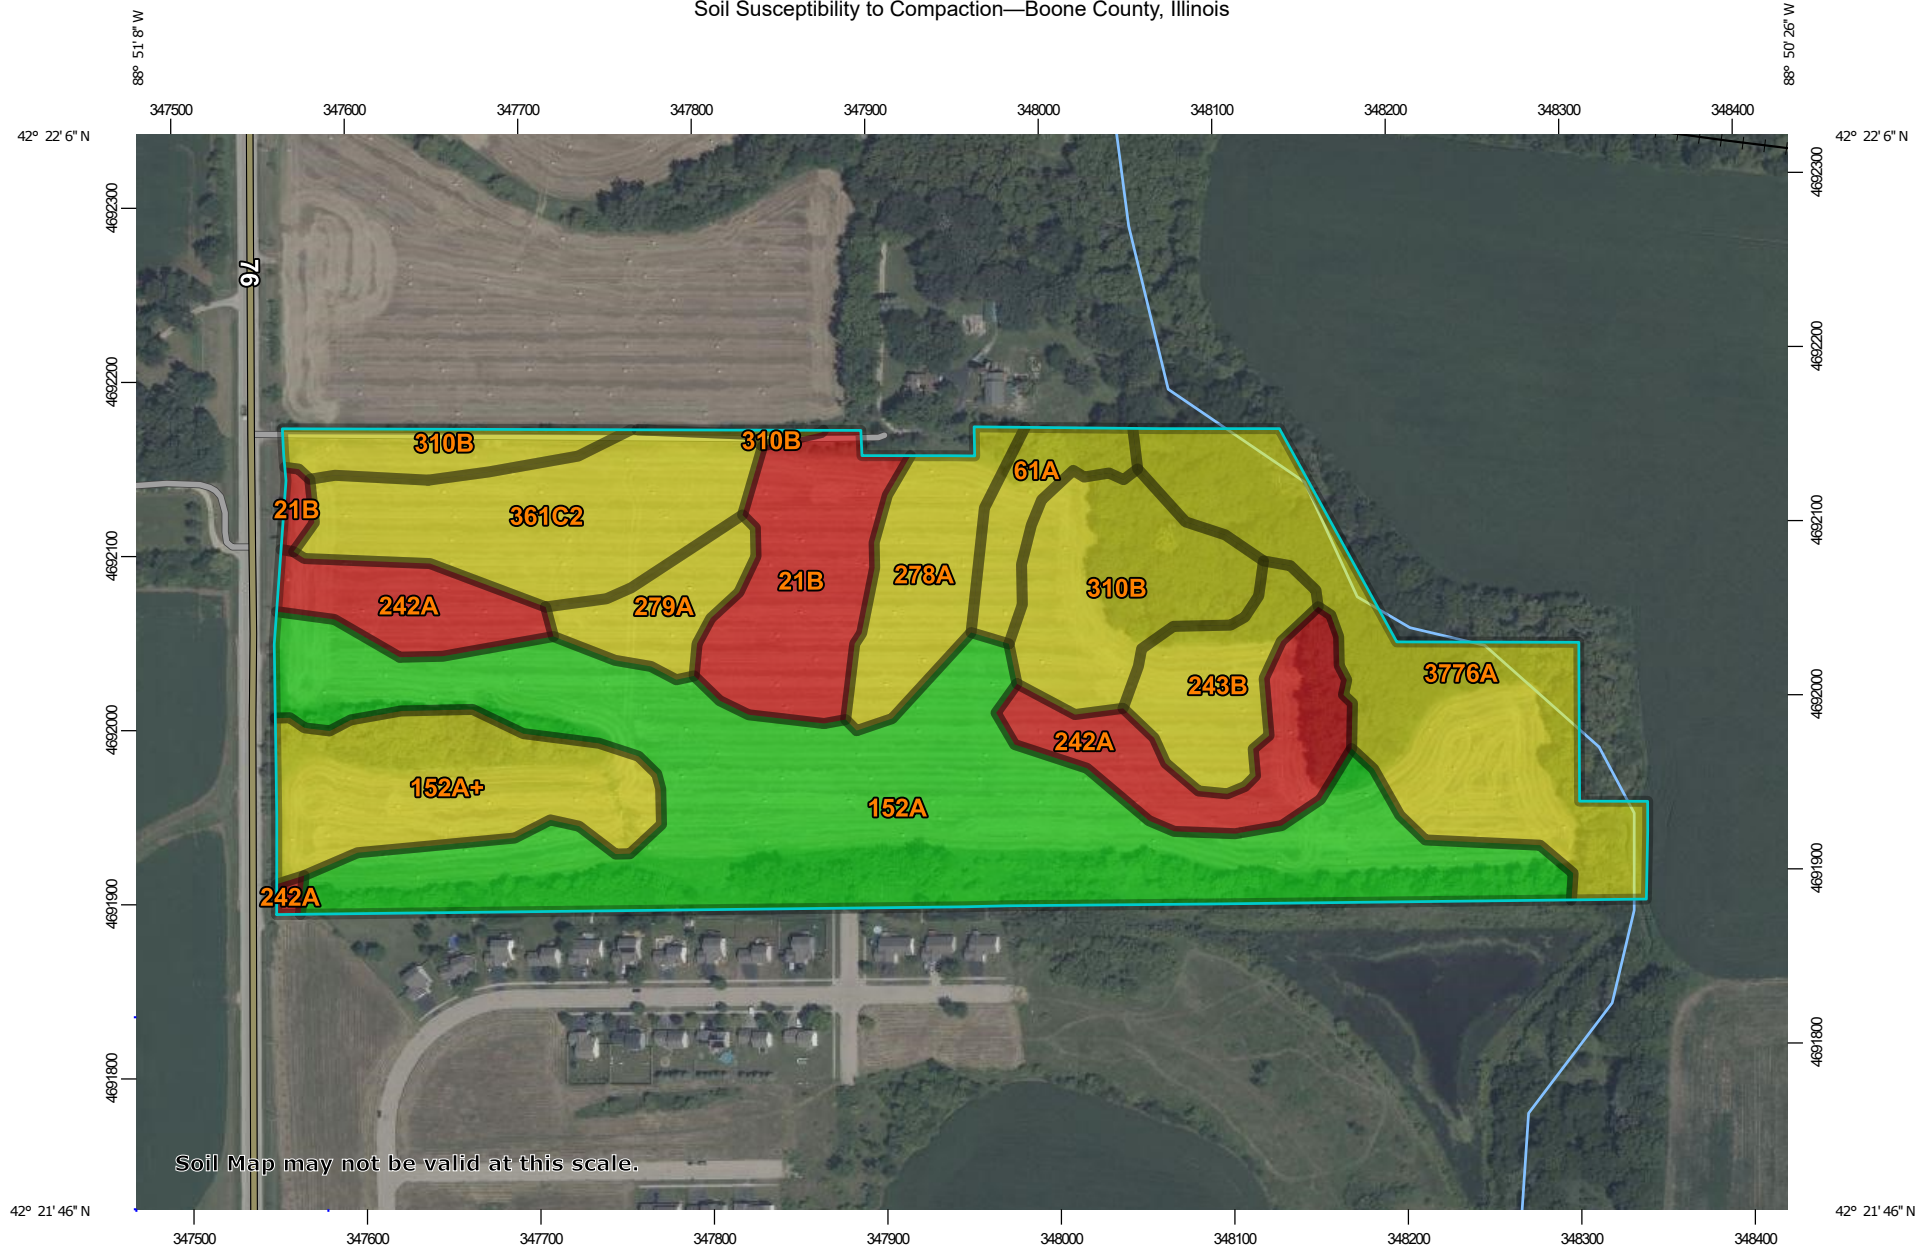 Soil Susceptibility to Compaction—Boone County, Illinois
88° 51' 8'' W
88° 50' 26'' W
347500 347600 347700 347800 347900 348000 348100 348200 348300 348400
42° 22' 6'' N
42° 22' 6'' N
4692300
4692300
76
4692200
4692200
310B
310B
61A
21B
361C2
4692100
4692100
278A
21B
310B
242A
279A
3776A
243B
4692000
4692000
242A
152A+
152A
4691900
4691900
242A
4691800
4691800
Soil Map may not be valid at this scale.
42° 21' 46'' N
42° 21' 46'' N
347500 347600 347700 347800 347900 348000 348100 348200 348300 348400